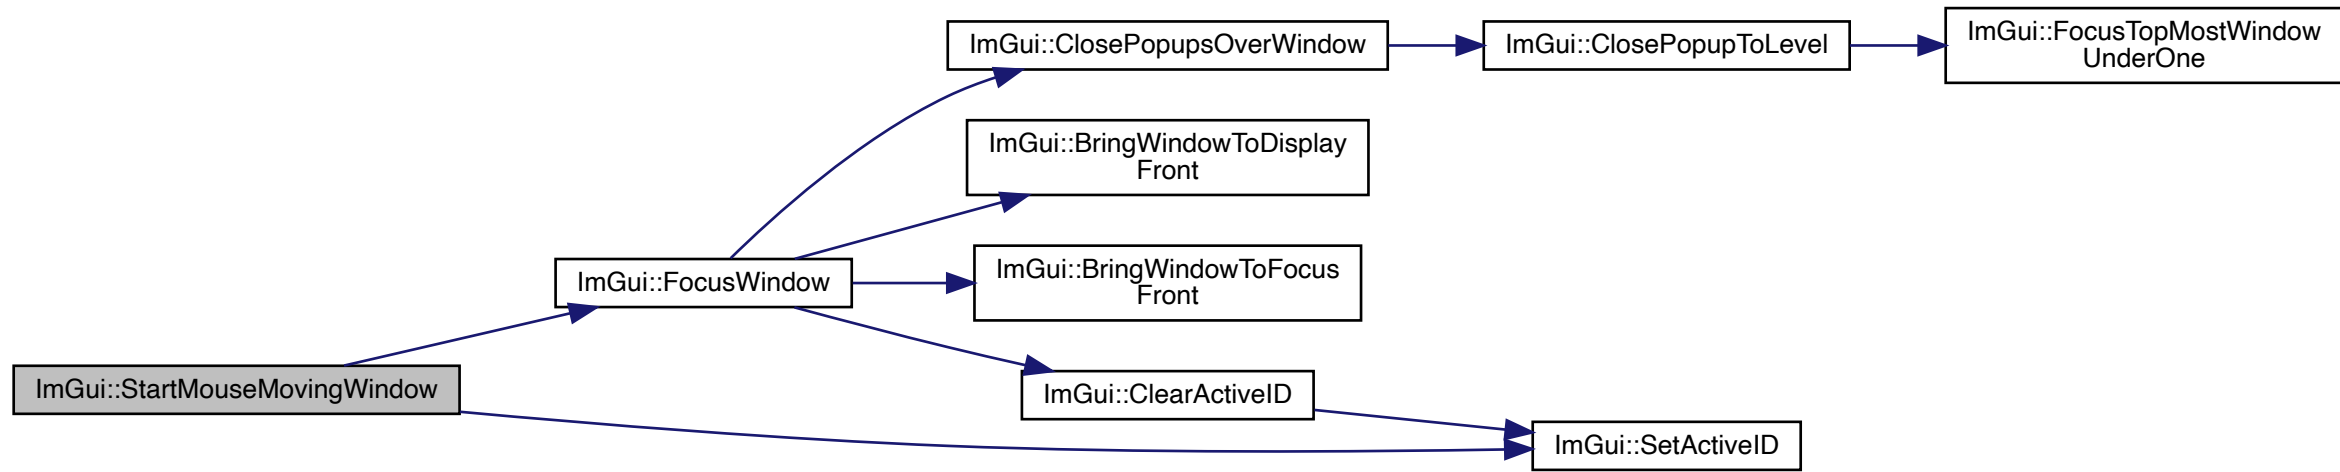 ImGui::ClosePopupsOverWindow
ImGui::ClosePopupToLevel
ImGui::FocusTopMostWindow
UnderOne
ImGui::BringWindowToDisplay
Front
ImGui::FocusWindow
ImGui::BringWindowToFocus
Front
ImGui::StartMouseMovingWindow
ImGui::ClearActiveID
ImGui::SetActiveID